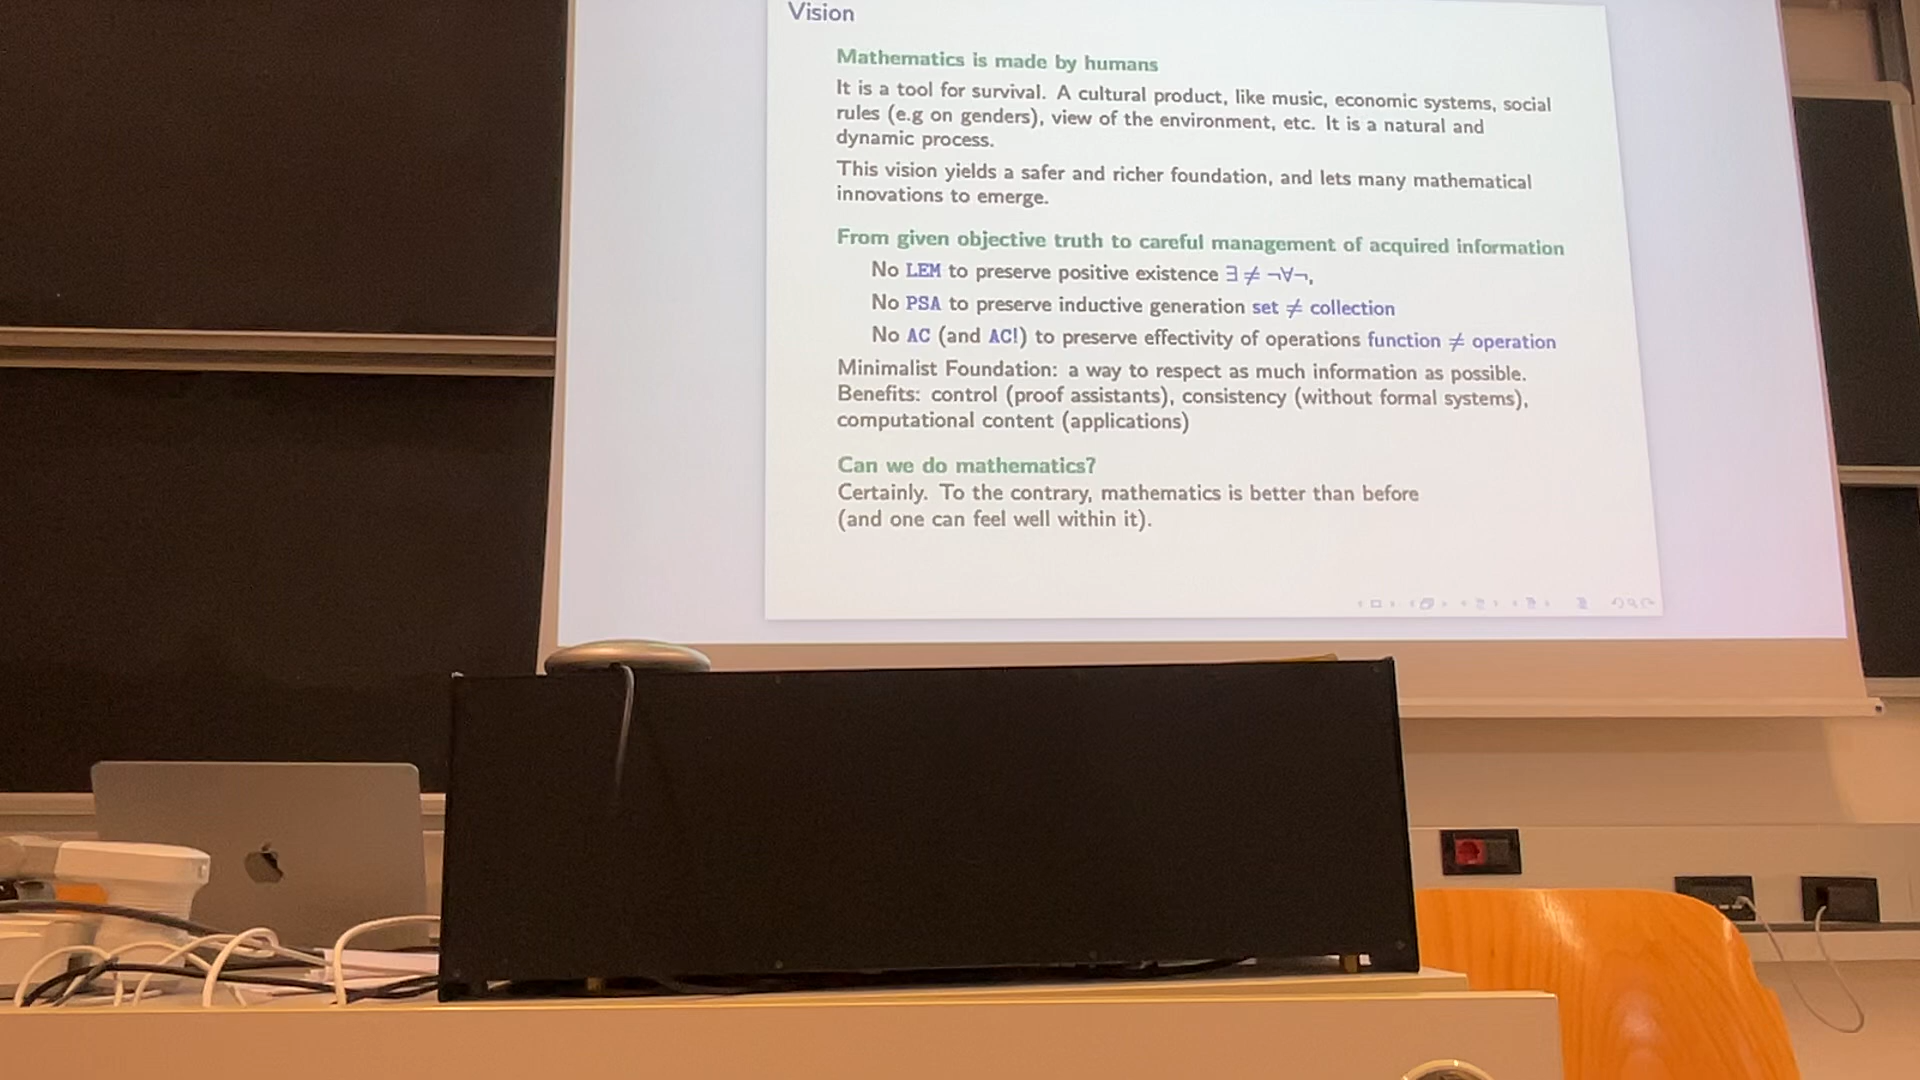 Vision
Mathematics is made by humans
It is a tool for survival. A cultural product, like music, economic systems, social
rules (e.g on genders), view of the environment, etc. It is a natural and
dynamic process.
This vision yields a safer and richer foundation, and lets many mathematical
innovations to emerge.
From given objective truth to careful management of acquired information
No LEM to preserve positive existence ∃ ≠ ¬∀¬,
No PSA to preserve inductive generation set ≠ collection
No AC (and AC!) to preserve effectivity of operations function ≠ operation
Minimalist Foundation: a way to respect as much information as possible.
Benefits: control (proof assistants), consistency (without formal systems),
computational content (applications)
Can we do mathematics?
Certainly. To the contrary, mathematics is better than before
(and one can feel well within it).